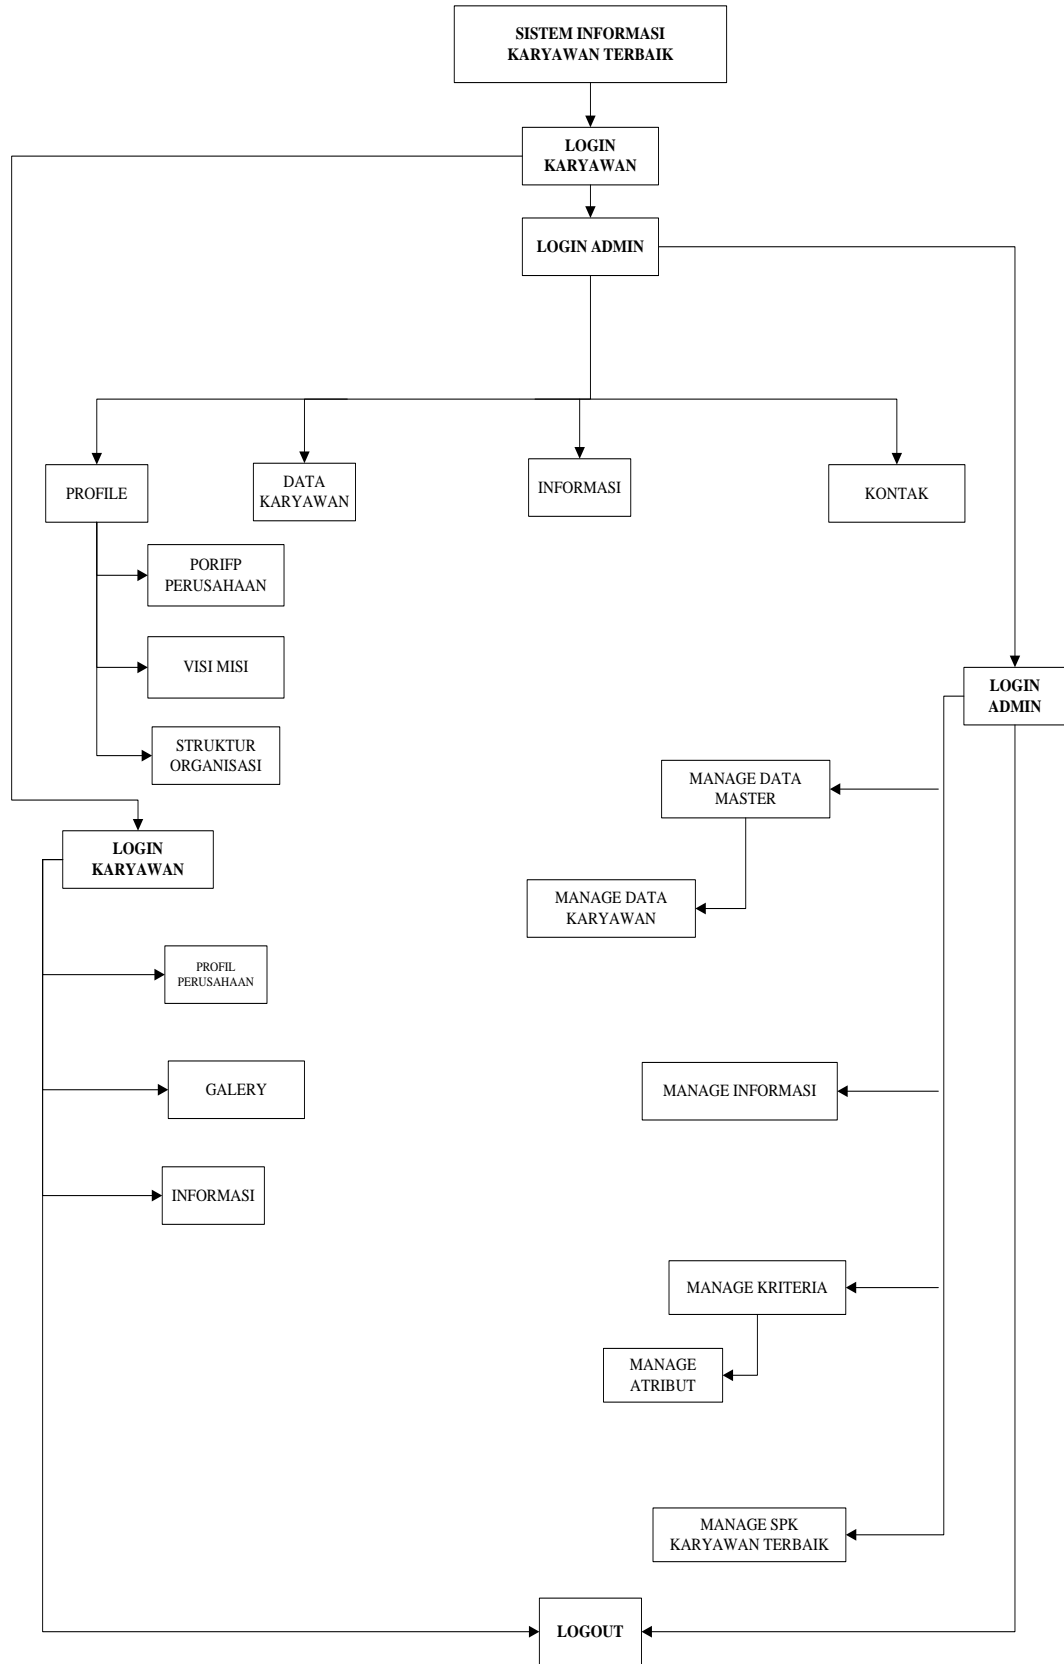 SISTEM INFORMASI
KARYAWAN TERBAIK
LOGIN
KARYAWAN
LOGIN ADMIN
PROFILE
DATA
KARYAWAN
INFORMASI
KONTAK
PORIFP
PERUSAHAAN
VISI MISI
STRUKTUR
ORGANISASI
LOGIN
ADMIN
MANAGE DATA
MASTER
LOGIN
KARYAWAN
MANAGE DATA
KARYAWAN
PROFIL
PERUSAHAAN
GALERY
MANAGE INFORMASI
INFORMASI
MANAGE KRITERIA
MANAGE
ATRIBUT
MANAGE SPK
KARYAWAN TERBAIK
LOGOUT